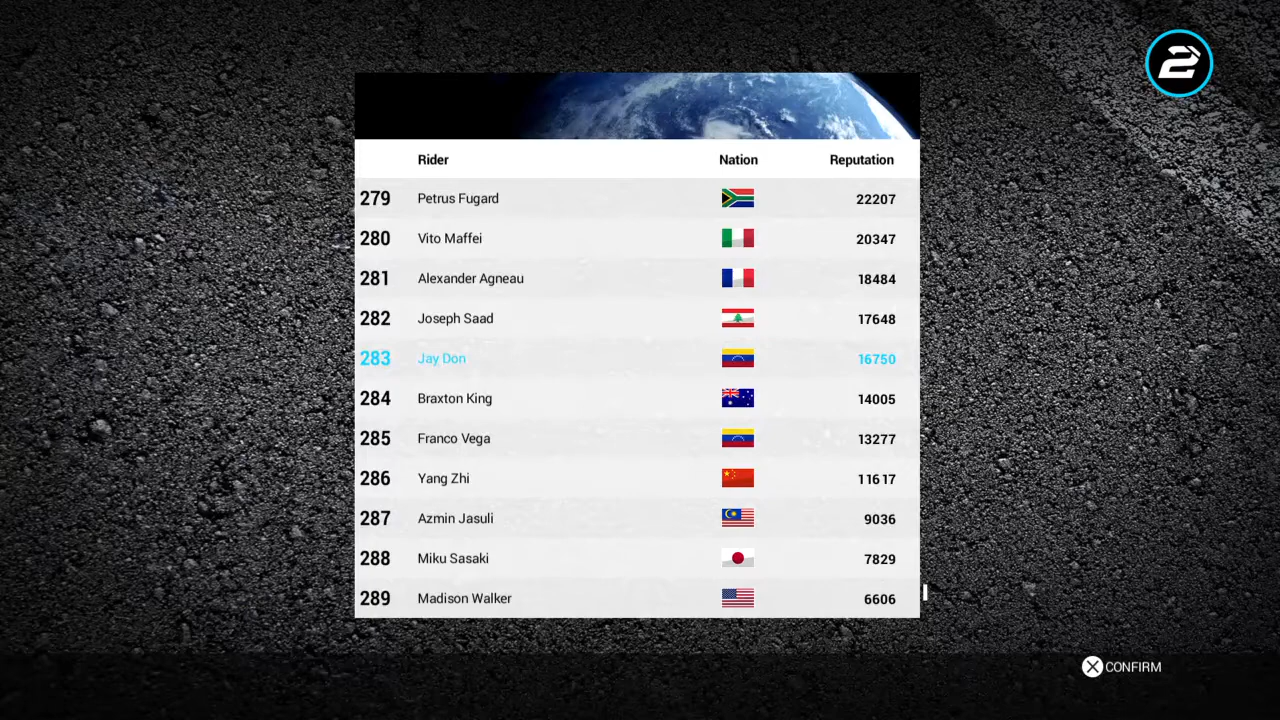 2
Rider Nation Reputation
279 Petrus Fugard 22207
280 Vito Maffei 20347
281 Alexander Agneau 18484
282 Joseph Saad 17648
283 Jay Don 16750
284 Braxton King 14005
285 Franco Vega 13277
286 Yang Zhi 11617
287 Azmin Jasuli 9036
288 Miku Sasaki 7829
289 Madison Walker 6606
CONFIRM